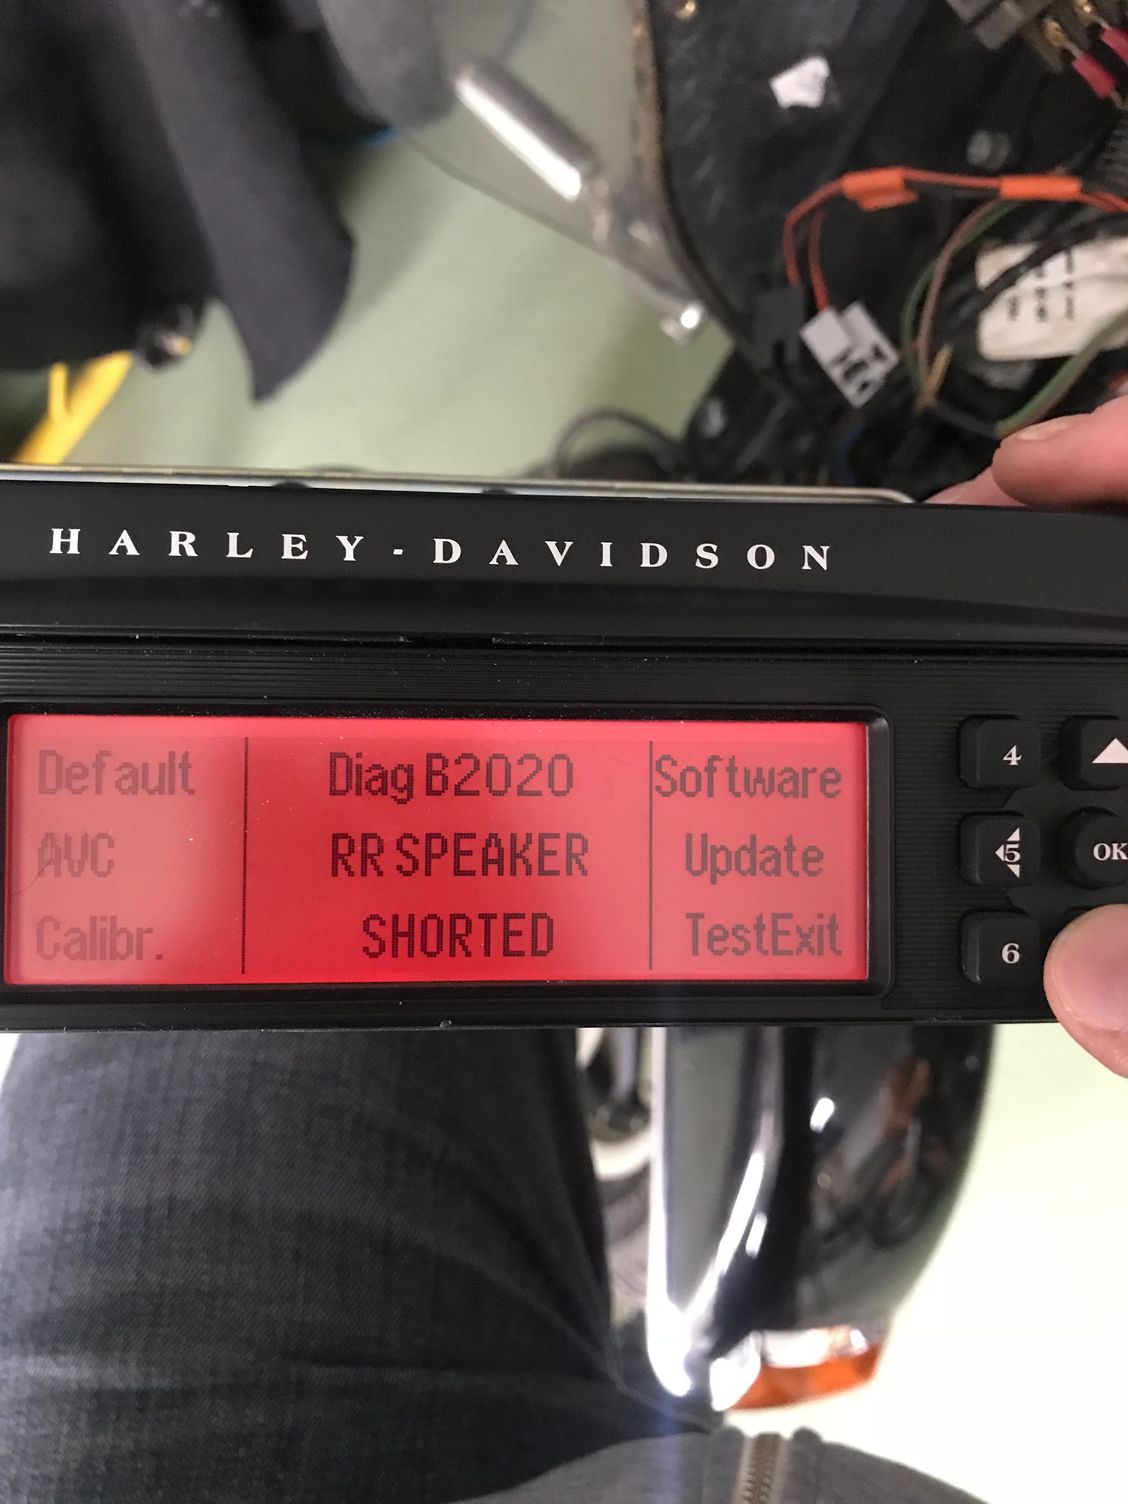 HARLEY-DAVIDSON
Default
AVC
Calibr.
Diag B2020
RR SPEAKER
SHORTED
Software
Update
TestExit
4
5
OK
6